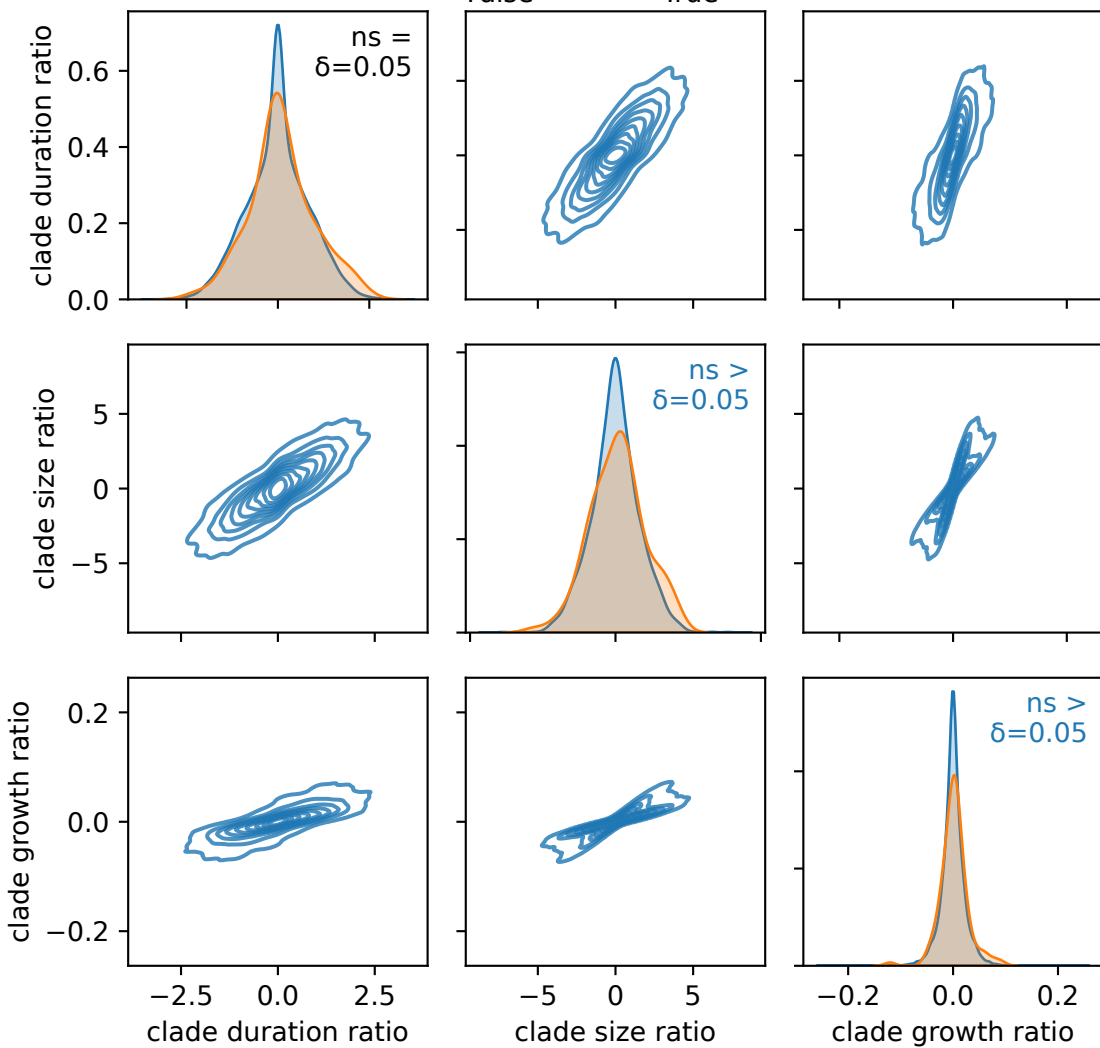 clade duration ratio
0.6
0.4
0.2
0.0
ns =
δ=0.05
clade size ratio
5
0
−5
ns >
δ=0.05
clade growth ratio
0.2
0.0
−0.2
ns >
δ=0.05
−2.5 0.0 2.5
−5 0 5
−0.2 0.0 0.2
clade duration ratio
clade size ratio
clade growth ratio